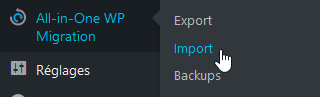 All-in-One WP
Migration
Réglages
Export
Import
Backups